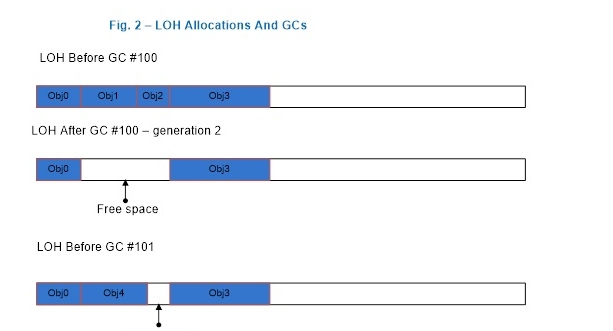 Fig. 2 – LOH Allocations And GCs
LOH Before GC #100
Obj0 Obj1 Obj2 Obj3
LOH After GC #100 – generation 2
Obj0 Obj3
Free space
LOH Before GC #101
Obj0 Obj4 Obj3